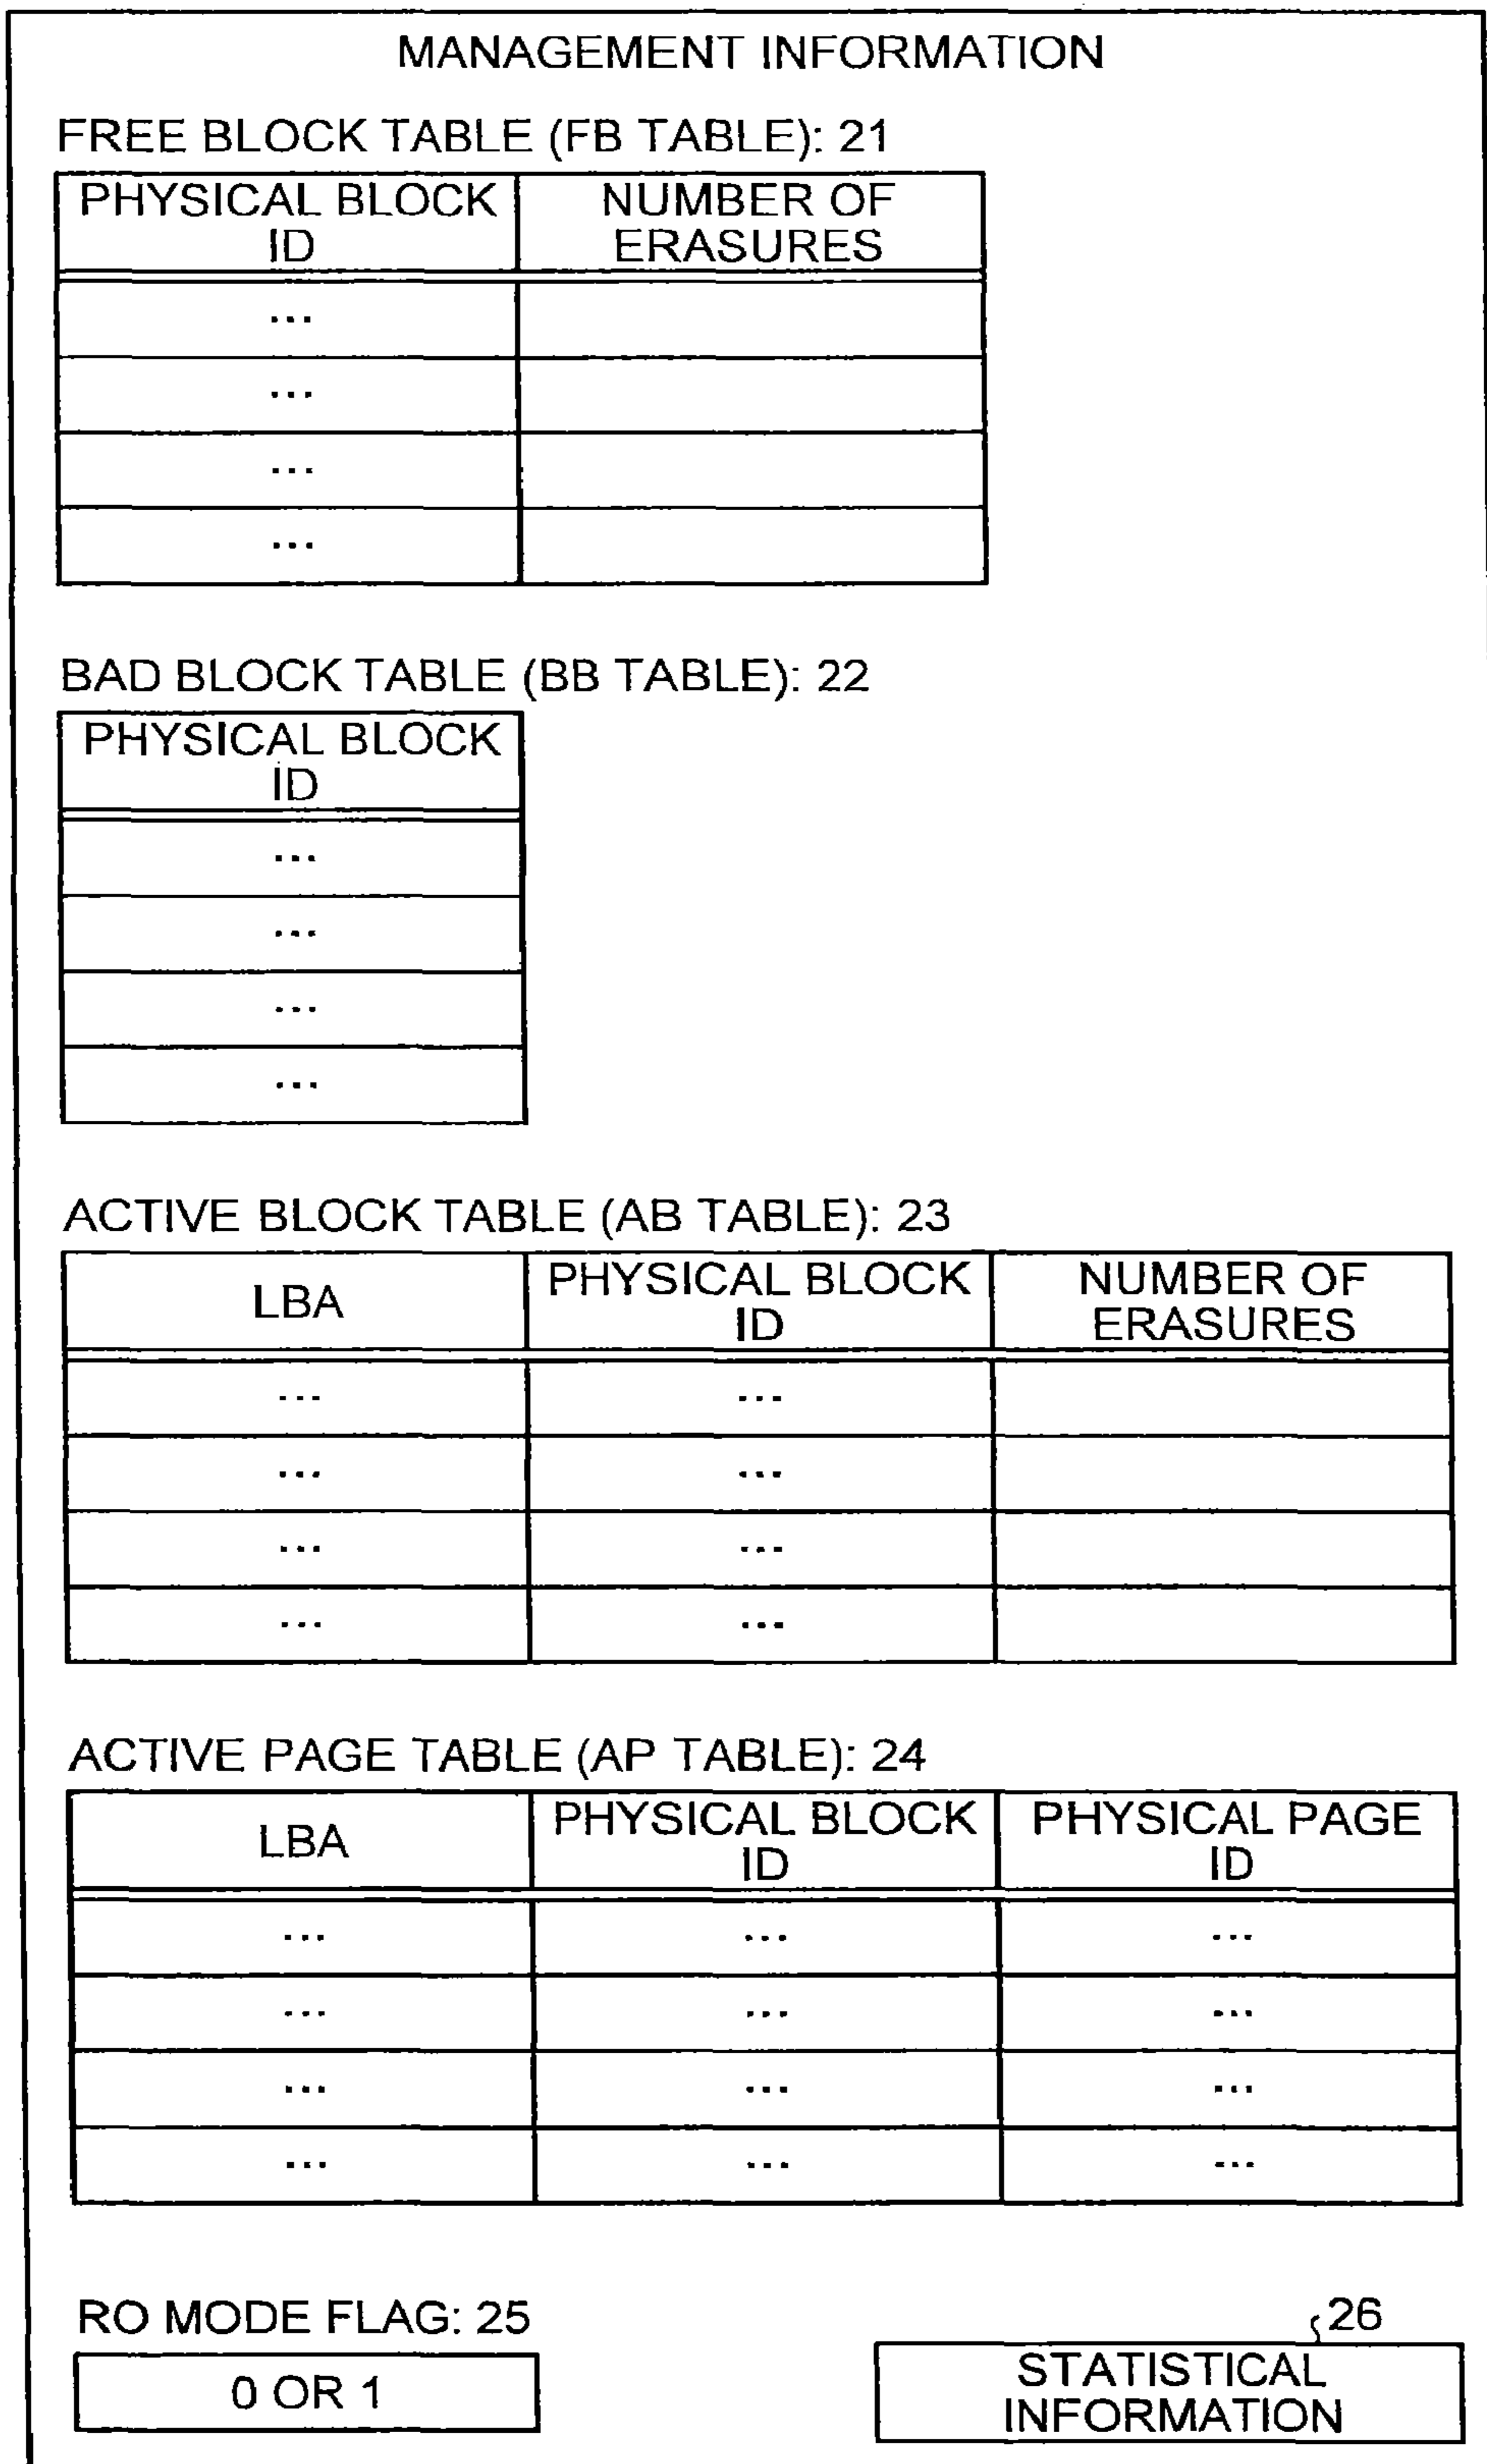 MANAGEMENT INFORMATION
FREE BLOCK TABLE (FB TABLE): 21
PHYSICAL BLOCK ID NUMBER OF ERASURES
...
...
...
...
BAD BLOCK TABLE (BB TABLE): 22
PHYSICAL BLOCK ID
...
...
...
...
ACTIVE BLOCK TABLE (AB TABLE): 23
LBA PHYSICAL BLOCK ID NUMBER OF ERASURES
... ...
... ...
... ...
... ...
ACTIVE PAGE TABLE (AP TABLE): 24
LBA PHYSICAL BLOCK ID PHYSICAL PAGE ID
... ... ...
... ... ...
... ... ...
... ... ...
RO MODE FLAG: 25
0 OR 1
26
STATISTICAL
INFORMATION